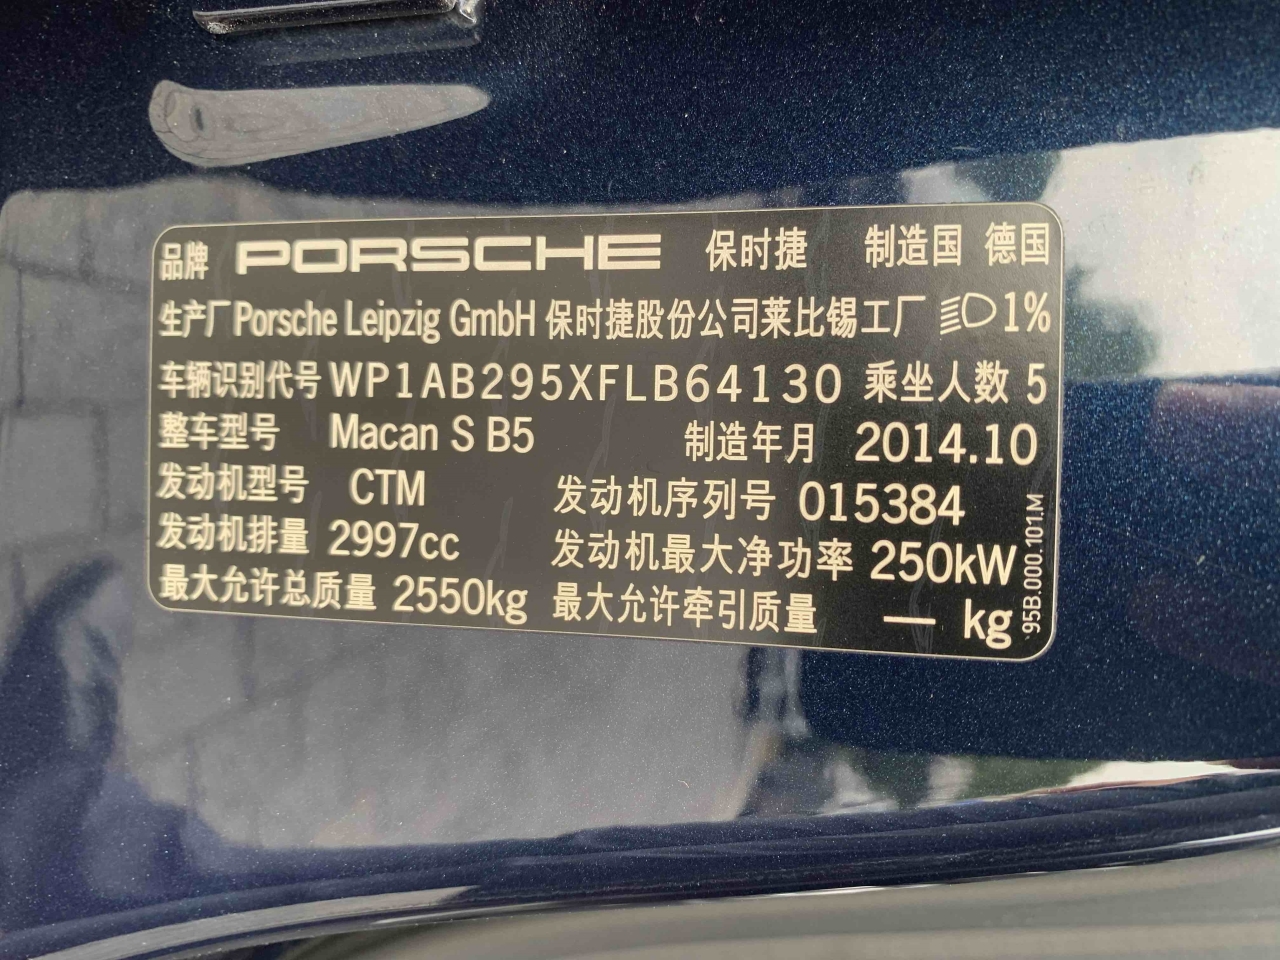 品牌 PORSCHE 保时捷 制造国 德国
生产厂 Porsche Leipzig GmbH 保时捷股份公司莱比锡工厂 1%
车辆识别代号 WP1AB295XFLB64130 乘坐人数 5
整车型号 Macan S B5 制造年月 2014.10
发动机型号 CTM 发动机序列号 015384
发动机排量 2997cc 发动机最大净功率 250kW
最大允许总质量 2550kg 最大允许牵引质量 — kg
95B.000.101.M